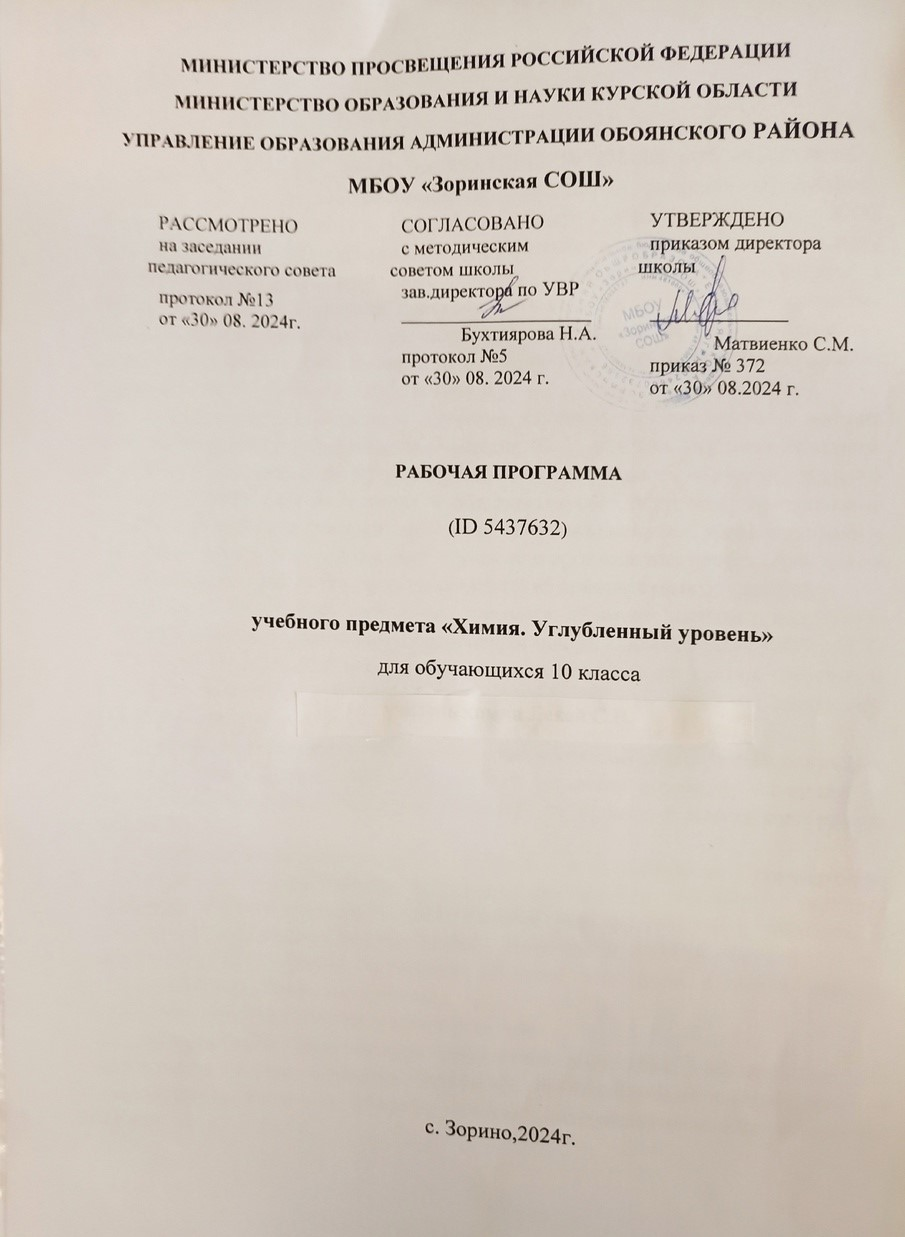 МИНИСТЕРСТВО ПРОСВЕЩЕНИЯ РОССИЙСКОЙ ФЕДЕРАЦИИ
МИНИСТЕРСТВО ОБРАЗОВАНИЯ И НАУКИ КУРСКОЙ ОБЛАСТИ
УПРАВЛЕНИЕ ОБРАЗОВАНИЯ АДМИНИСТРАЦИИ ОБОЯНСКОГО РАЙОНА
МБОУ «Зоринская СОШ»
РАССМОТРЕНО
на заседании
педагогического совета
протокол №13
от «30» 08. 2024г.
СОГЛАСОВАНО
с методическим
советом школы
зав.директора по УВР
Бухтиярова Н.А.
протокол №5
от «30» 08. 2024 г.
УТВЕРЖДЕНО
приказом директора
школы
Матвиенко С.М.
приказ № 372
от «30» 08.2024 г.
МБОУ
СОШ»
РАБОЧАЯ ПРОГРАММА
(ID 5437632)
учебного предмета «Химия. Углубленный уровень»
для обучающихся 10 класса
с. Зорино,2024г.